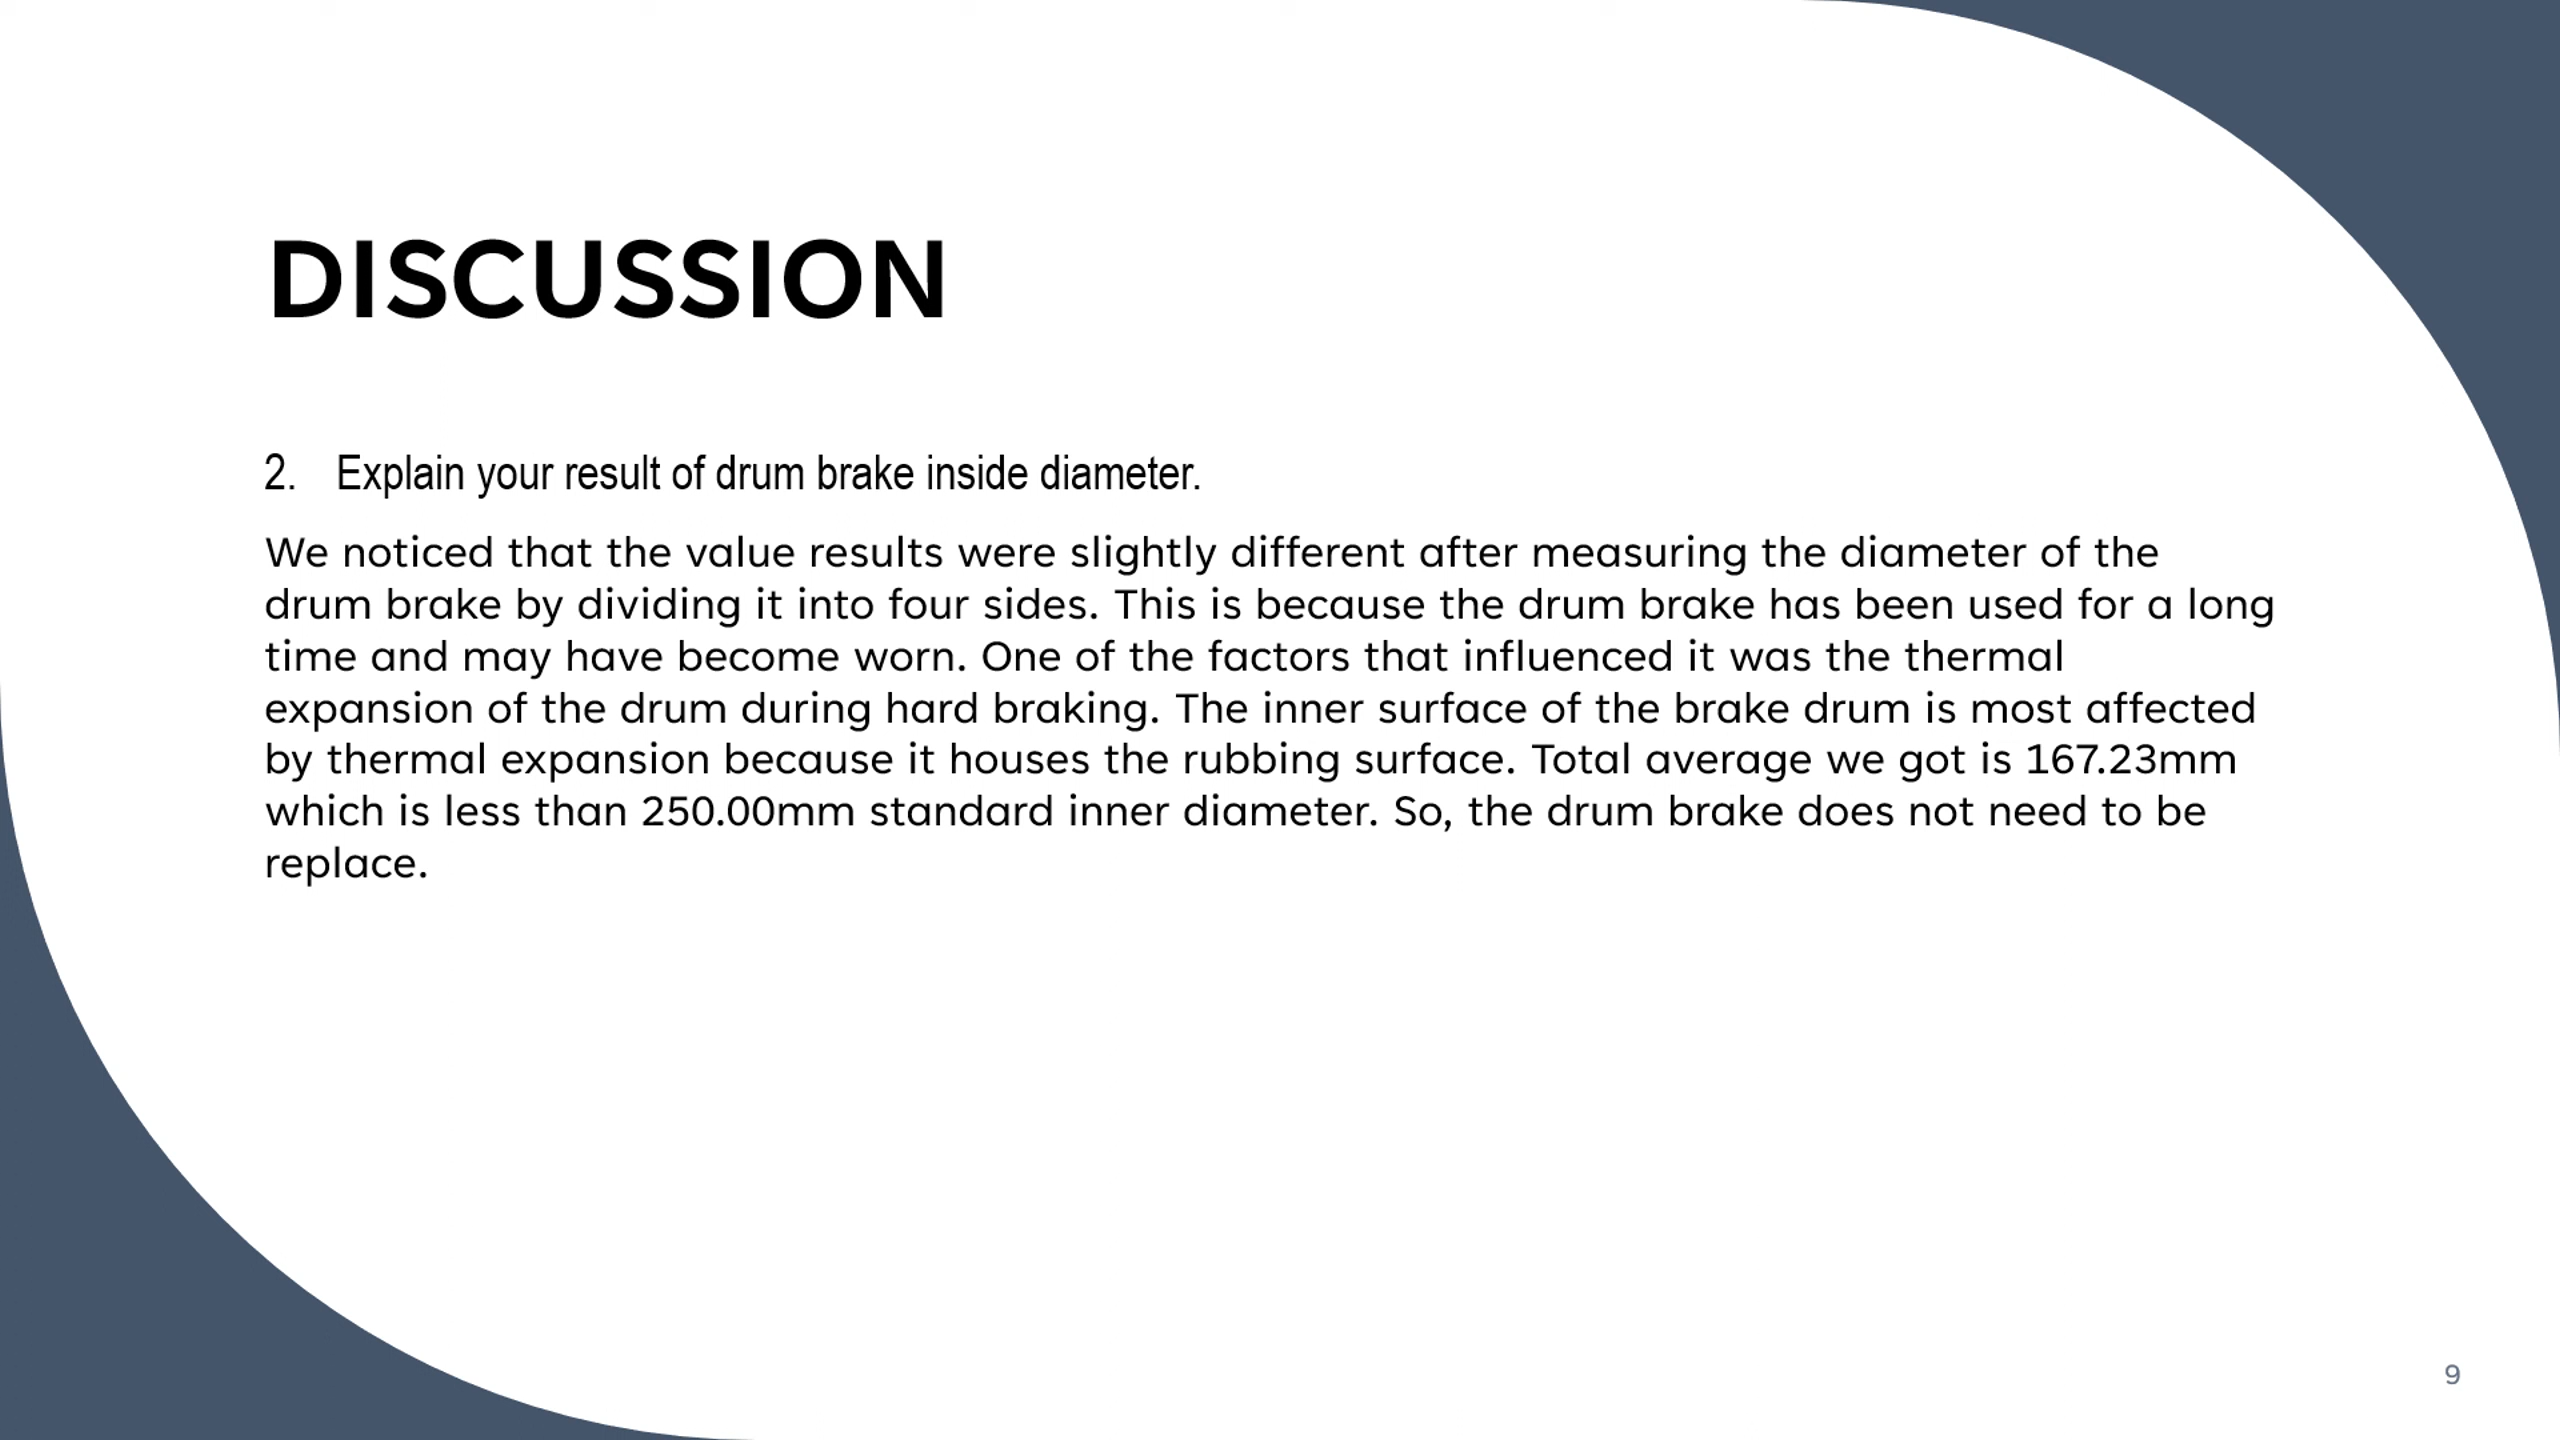 DISCUSSION
2. Explain your result of drum brake inside diameter.
We noticed that the value results were slightly different after measuring the diameter of the
drum brake by dividing it into four sides. This is because the drum brake has been used for a long
time and may have become worn. One of the factors that influenced it was the thermal
expansion of the drum during hard braking. The inner surface of the brake drum is most affected
by thermal expansion because it houses the rubbing surface. Total average we got is 167.23mm
which is less than 250.00mm standard inner diameter. So, the drum brake does not need to be
replace.
9